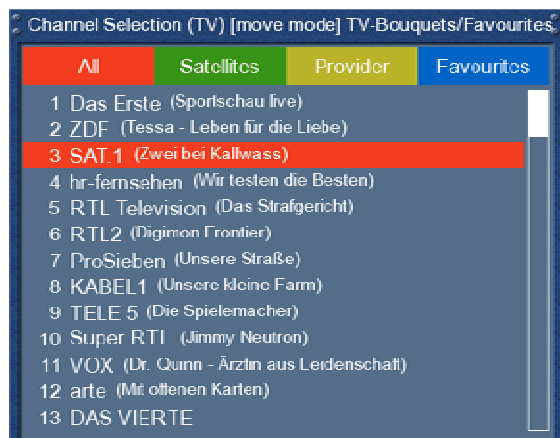 Channel Selection (TV) [move mode] TV-Bouquets/Favourites
All Satellites Provider Favourites
1 Das Erste (Sportschau live)
2 ZDF (Tessa - Leben für die Liebe)
3 SAT.1 (Zwei bei Kallwass)
4 hr-fernsehen (Wir testen die Besten)
5 RTL Television (Das Strafgericht)
6 RTL2 (Digimon Frontier)
7 ProSieben (Unsere Straße)
8 KABEL1 (Unsere kleine Farm)
9 TELE 5 (Die Spielemacher)
10 Super RTL (Jimmy Neutron)
11 VOX (Dr. Quinn - Ärztin aus Leidenschaft)
12 arte (Mit offenen Karten)
13 DAS VIERTE